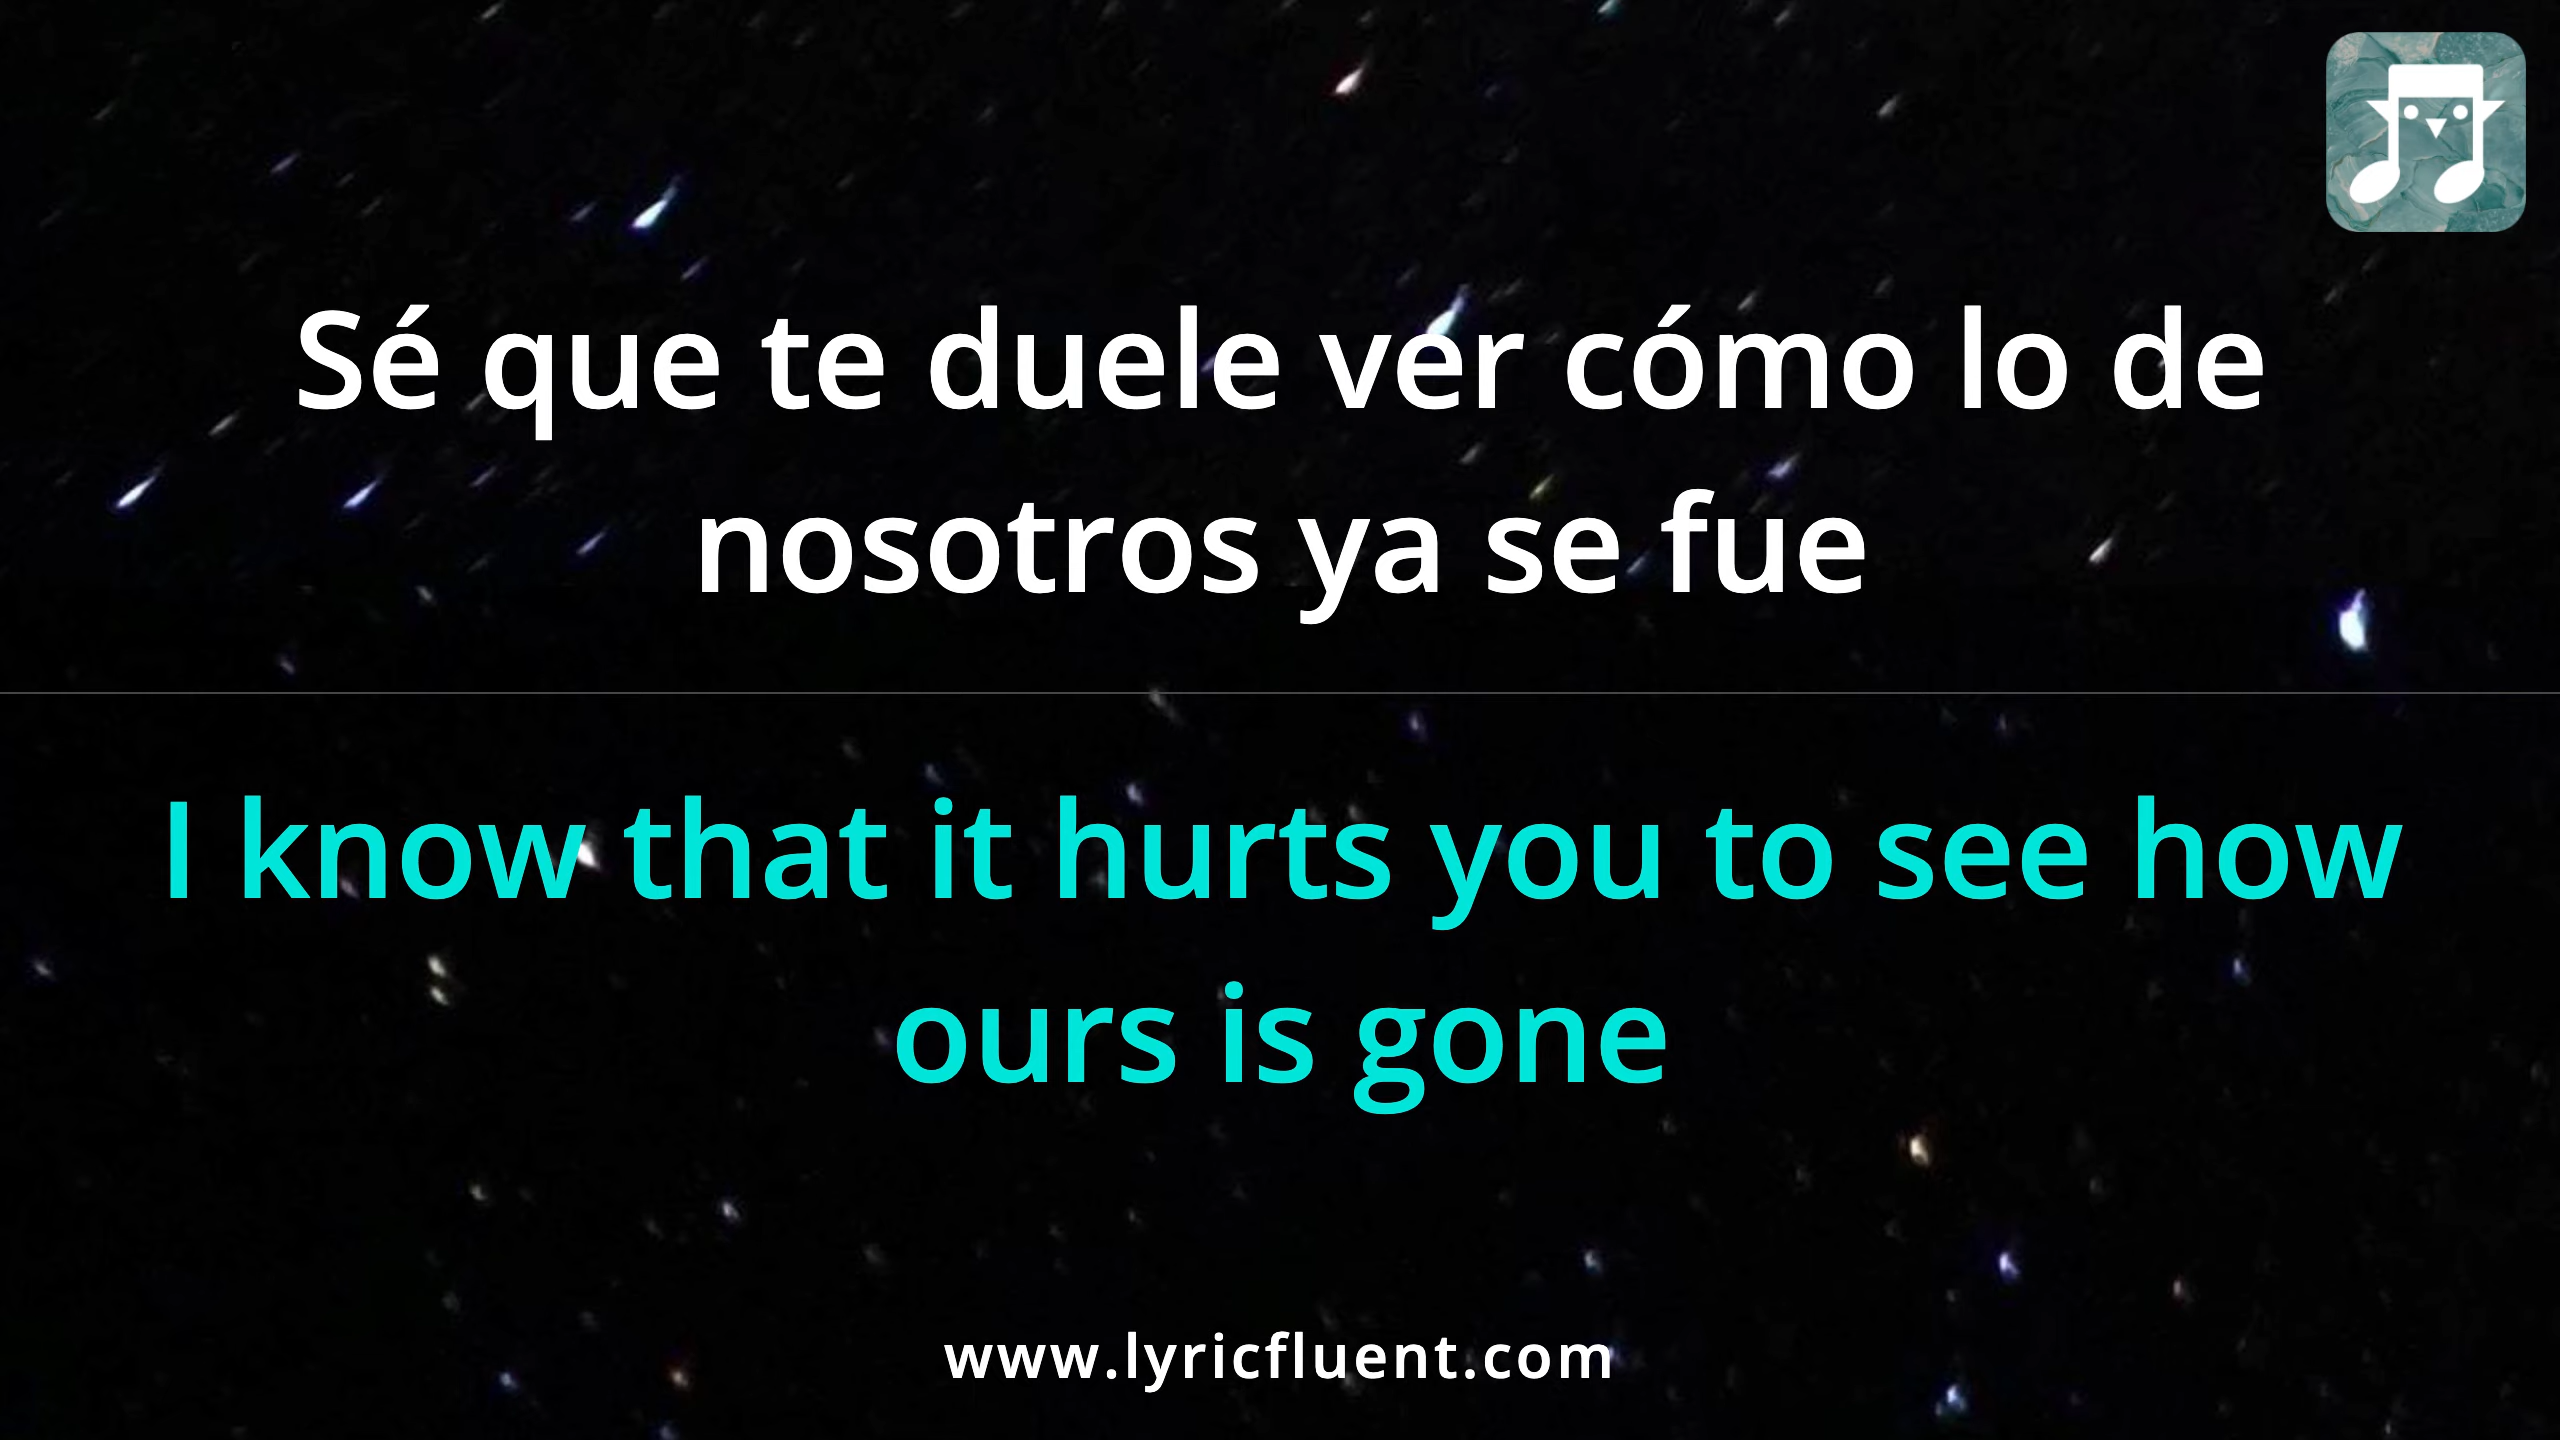 Sé que te duele ver cómo lo de
nosotros ya se fue
I know that it hurts you to see how
ours is gone
www.lyricfluent.com